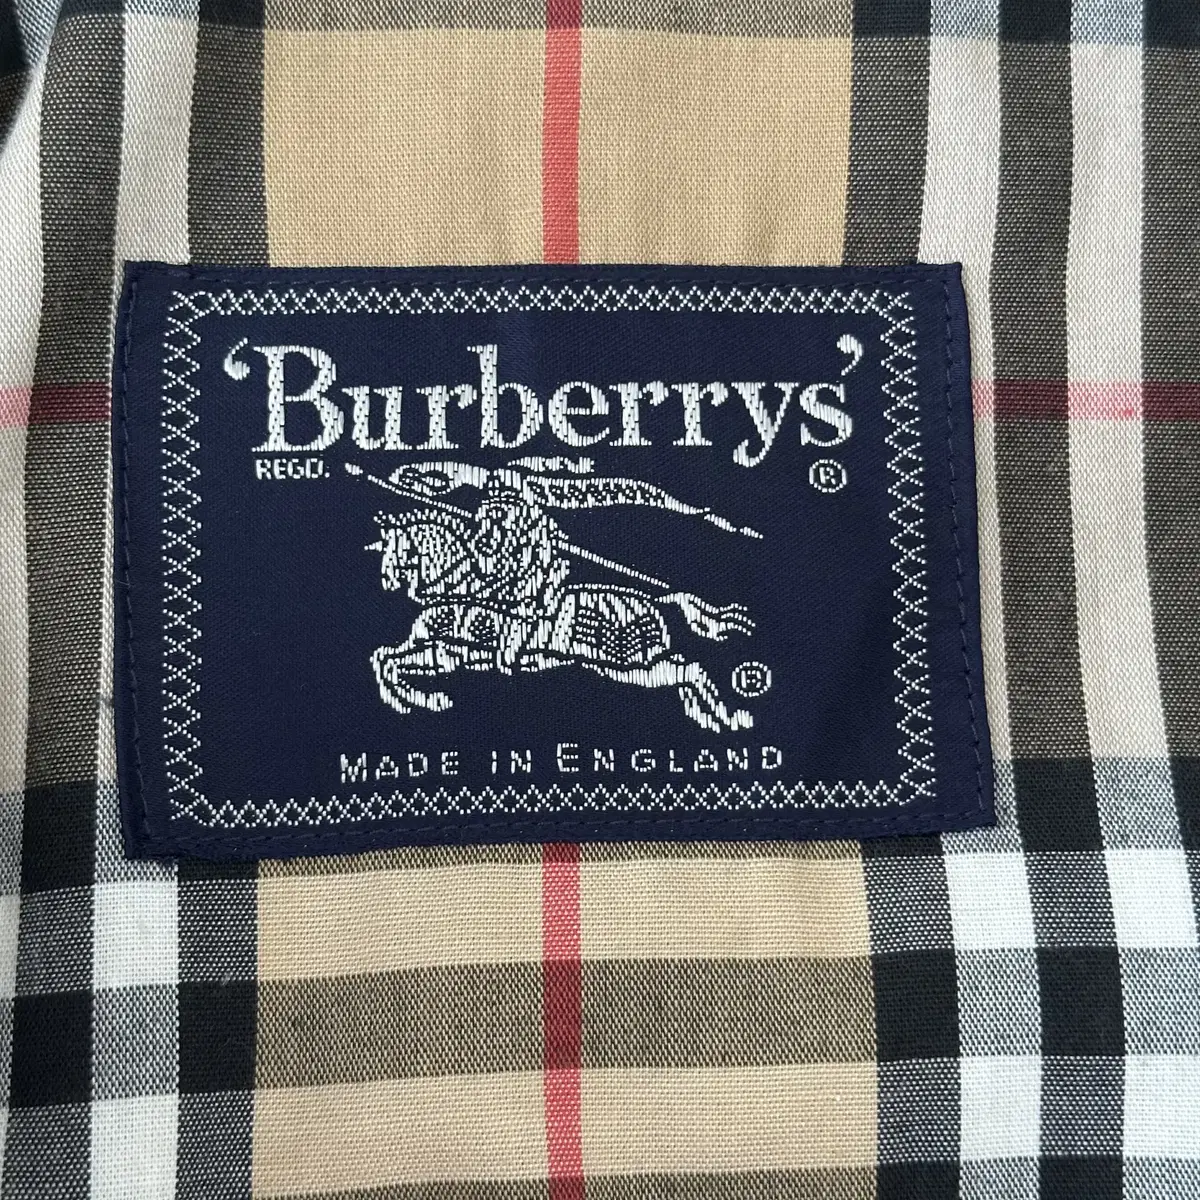 ‘Burberrys’
REGD. ®
®
MADE IN ENGLAND